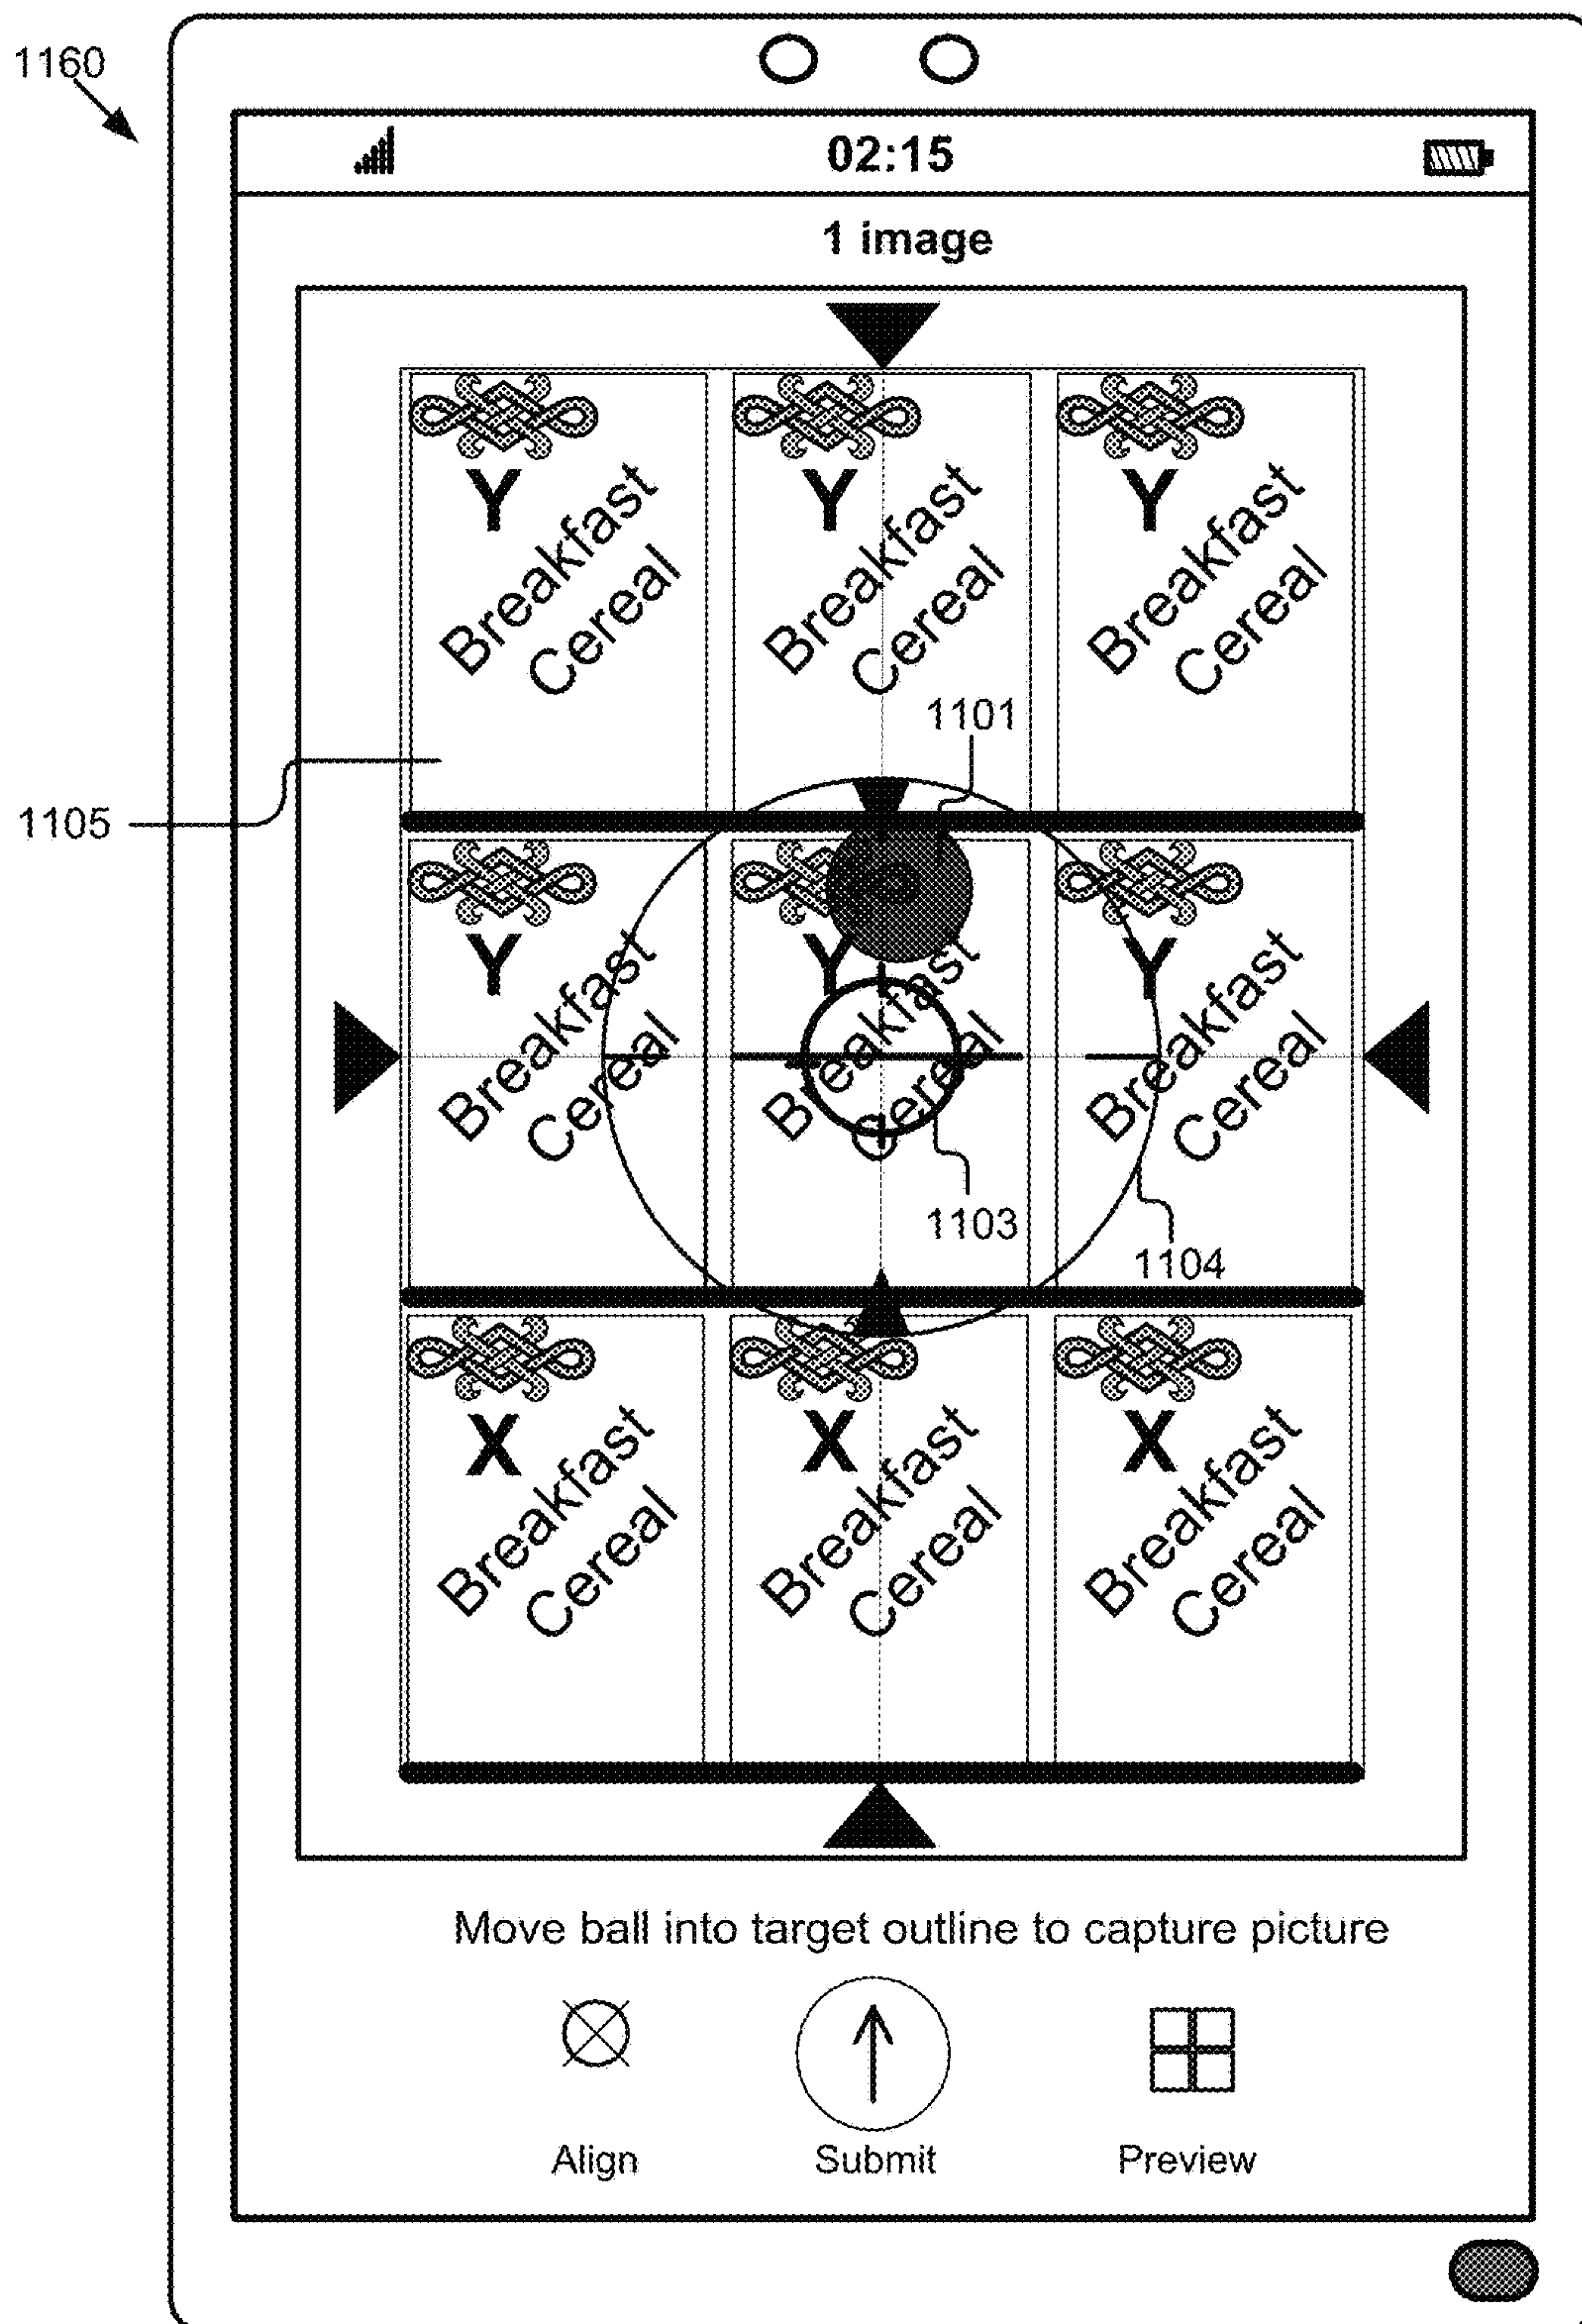 1160
02:15
1 image
Y
Breakfast
Cereal
Y
Breakfast
Cereal
Y
Breakfast
Cereal
1101
1105
Y
Breakfast
Cereal
Y
Breakfast
Cereal
Y
Breakfast
Cereal
1103
1104
X
Breakfast
Cereal
X
Breakfast
Cereal
X
Breakfast
Cereal
Move ball into target outline to capture picture
Align
Submit
Preview